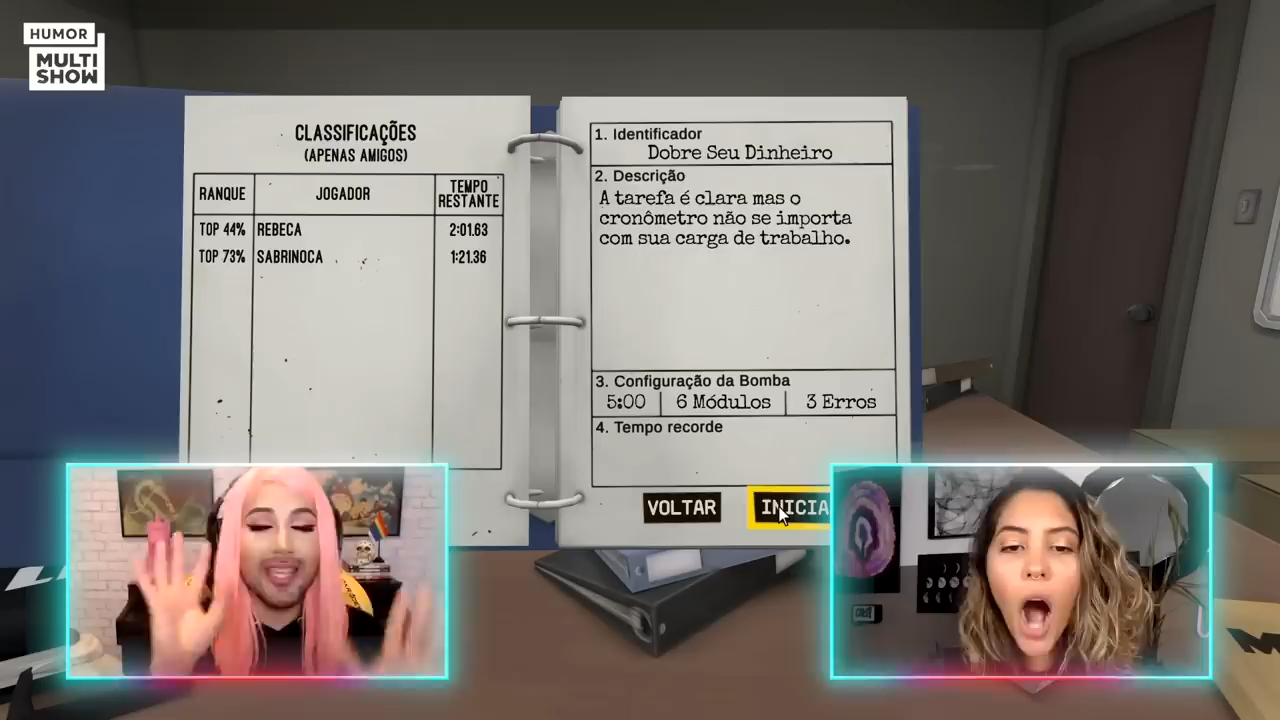 HUMOR
MULTI
SHOW
CLASSIFICAÇÕES
(APENAS AMIGOS)
RANQUE JOGADOR TEMPO RESTANTE
TOP 44% REBECA 2:01.63
TOP 73% SABRINOCA 1:21.36
1. Identificador
Dobre Seu Dinheiro
2. Descrição
A tarefa é clara mas o
cronômetro não se importa
com sua carga de trabalho.
3. Configuração da Bomba
5:00 6 Módulos 3 Erros
4. Tempo recorde
VOLTAR INICIA